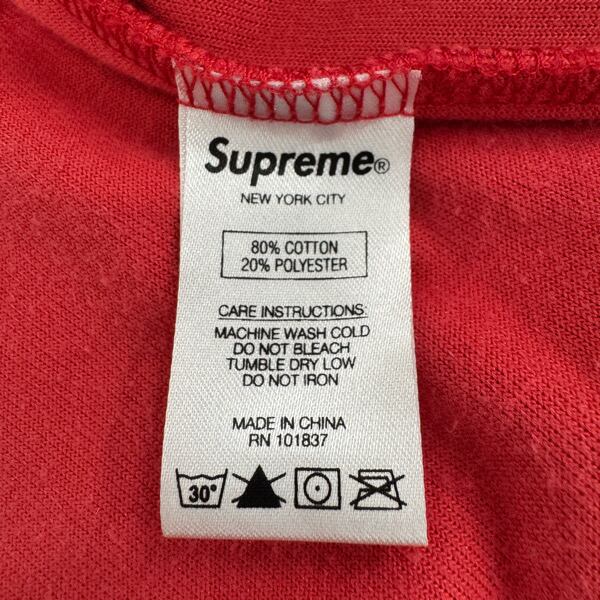 Supreme®
NEW YORK CITY
80% COTTON
20% POLYESTER
CARE INSTRUCTIONS:
MACHINE WASH COLD
DO NOT BLEACH
TUMBLE DRY LOW
DO NOT IRON
MADE IN CHINA
RN 101837
30°